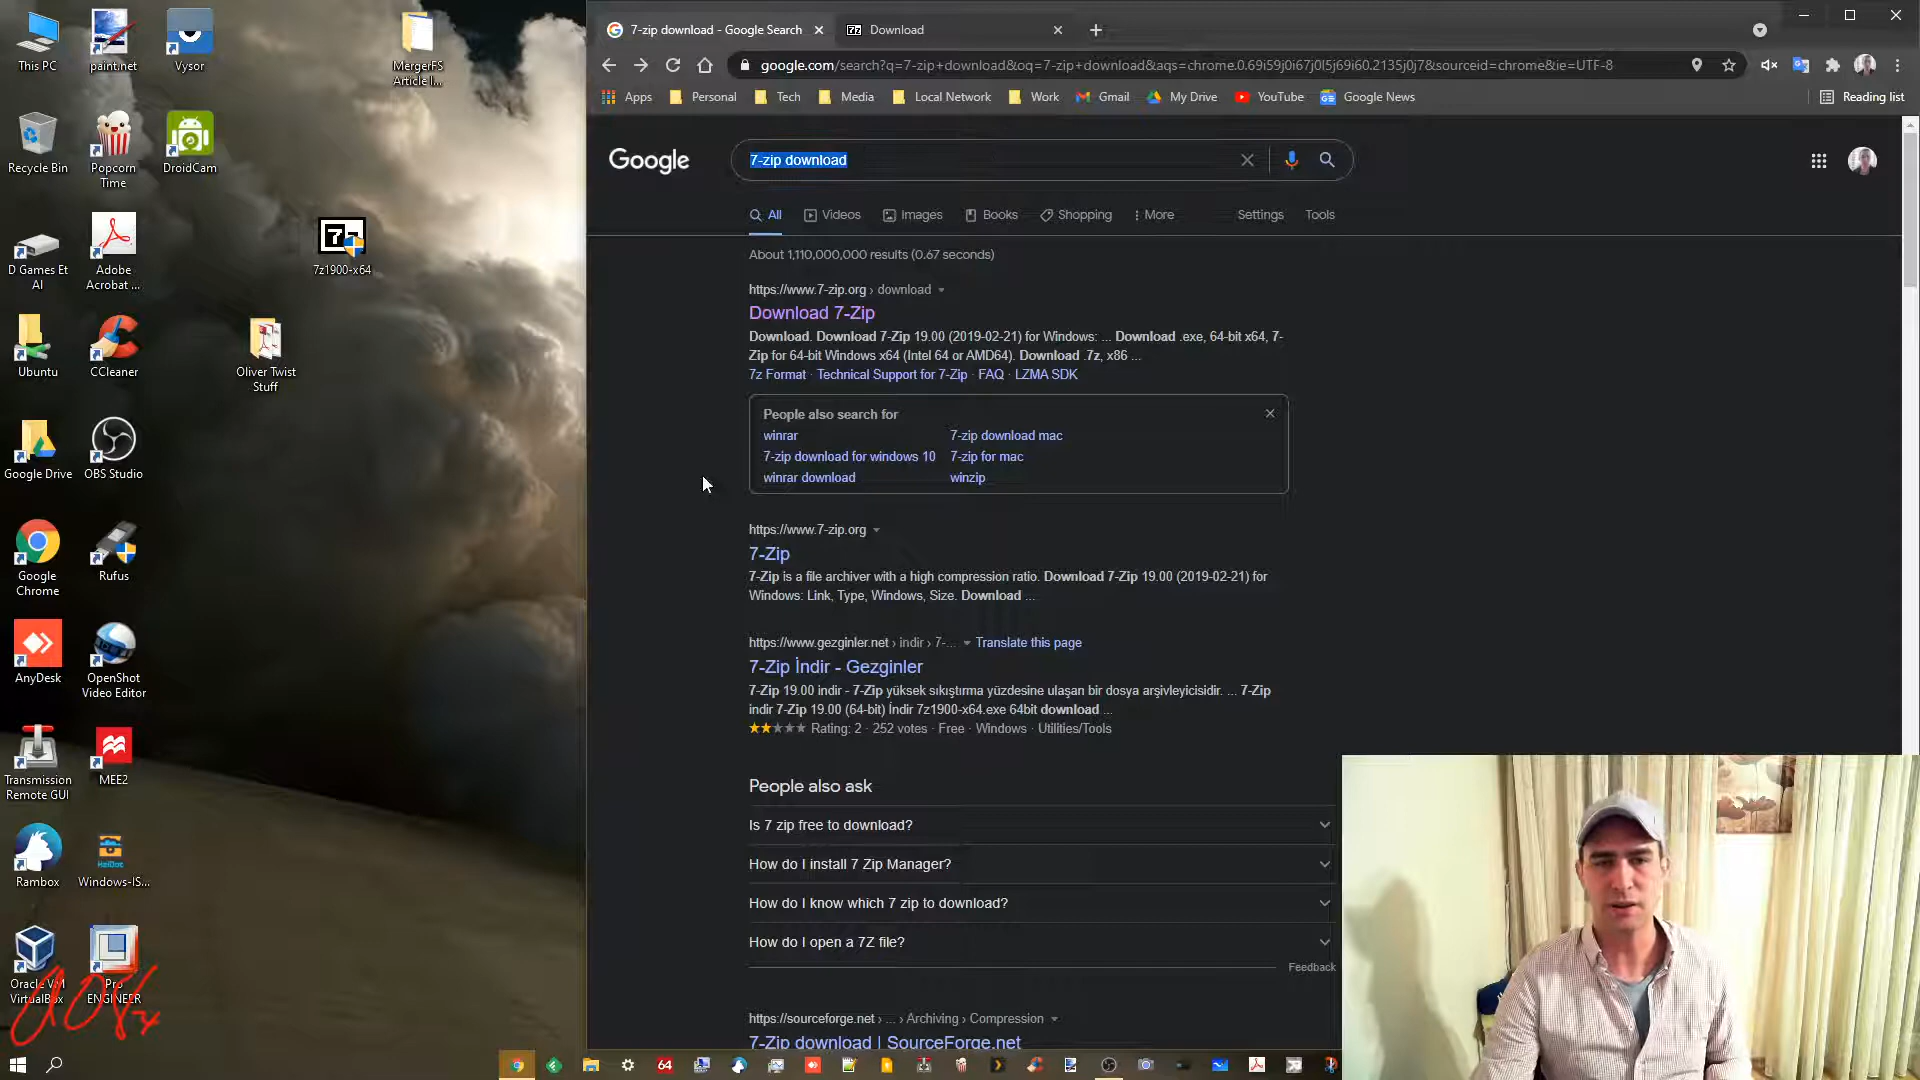 This PC
paint.net
Vysor
MergerFS
Article I...
Recycle Bin
Popcorn
Time
DroidCam
D Games Et
Al
Adobe
Acrobat ...
7z
7z1900-x64
Ubuntu
CCleaner
Oliver Twist
Stuff
Google Drive
OBS Studio
Google
Chrome
Rufus
AnyDesk
OpenShot
Video Editor
Transmission
Remote GUI
MEE2
Rambox
Windows-IS...
Oracle VM
VirtualBox
Pro
ENGINEER
7-zip download - Google Search
7z Download
google.com/search?q=7-zip+download&oq=7-zip+download&aqs=chrome.0.69i59j0i67j0l5j69i60.2135j0j7&sourceid=chrome&ie=UTF-8
Apps Personal Tech Media Local Network Work Gmail My Drive YouTube Google News Reading list
Google
7-zip download
All Videos Images Books Shopping More Settings Tools
About 1,110,000,000 results (0.67 seconds)
https://www.7-zip.org › download
Download 7-Zip
Download. Download 7-Zip 19.00 (2019-02-21) for Windows: ... Download .exe, 64-bit x64, 7-
Zip for 64-bit Windows x64 (Intel 64 or AMD64). Download .7z, x86 ...
7z Format · Technical Support for 7-Zip · FAQ · LZMA SDK
People also search for
winrar 7-zip download mac
7-zip download for windows 10 7-zip for mac
winrar download winzip
https://www.7-zip.org
7-Zip
7-Zip is a file archiver with a high compression ratio. Download 7-Zip 19.00 (2019-02-21) for
Windows: Link, Type, Windows, Size. Download ...
https://www.gezginler.net › indir › 7-... Translate this page
7-Zip İndir - Gezginler
7-Zip 19.00 indir - 7-Zip yüksek sıkıştırma yüzdesine ulaşan bir dosya arşivleyicisidir. ... 7-Zip
indir 7-Zip 19.00 (64-bit) İndir 7z1900-x64.exe 64bit download ...
Rating: 2 · 252 votes · Free · Windows · Utilities/Tools
People also ask
Is 7 zip free to download?
How do I install 7 Zip Manager?
How do I know which 7 zip to download?
How do I open a 7Z file?
Feedback
https://sourceforge.net › ... › Archiving › Compression
7-Zip download | SourceForge.net
64